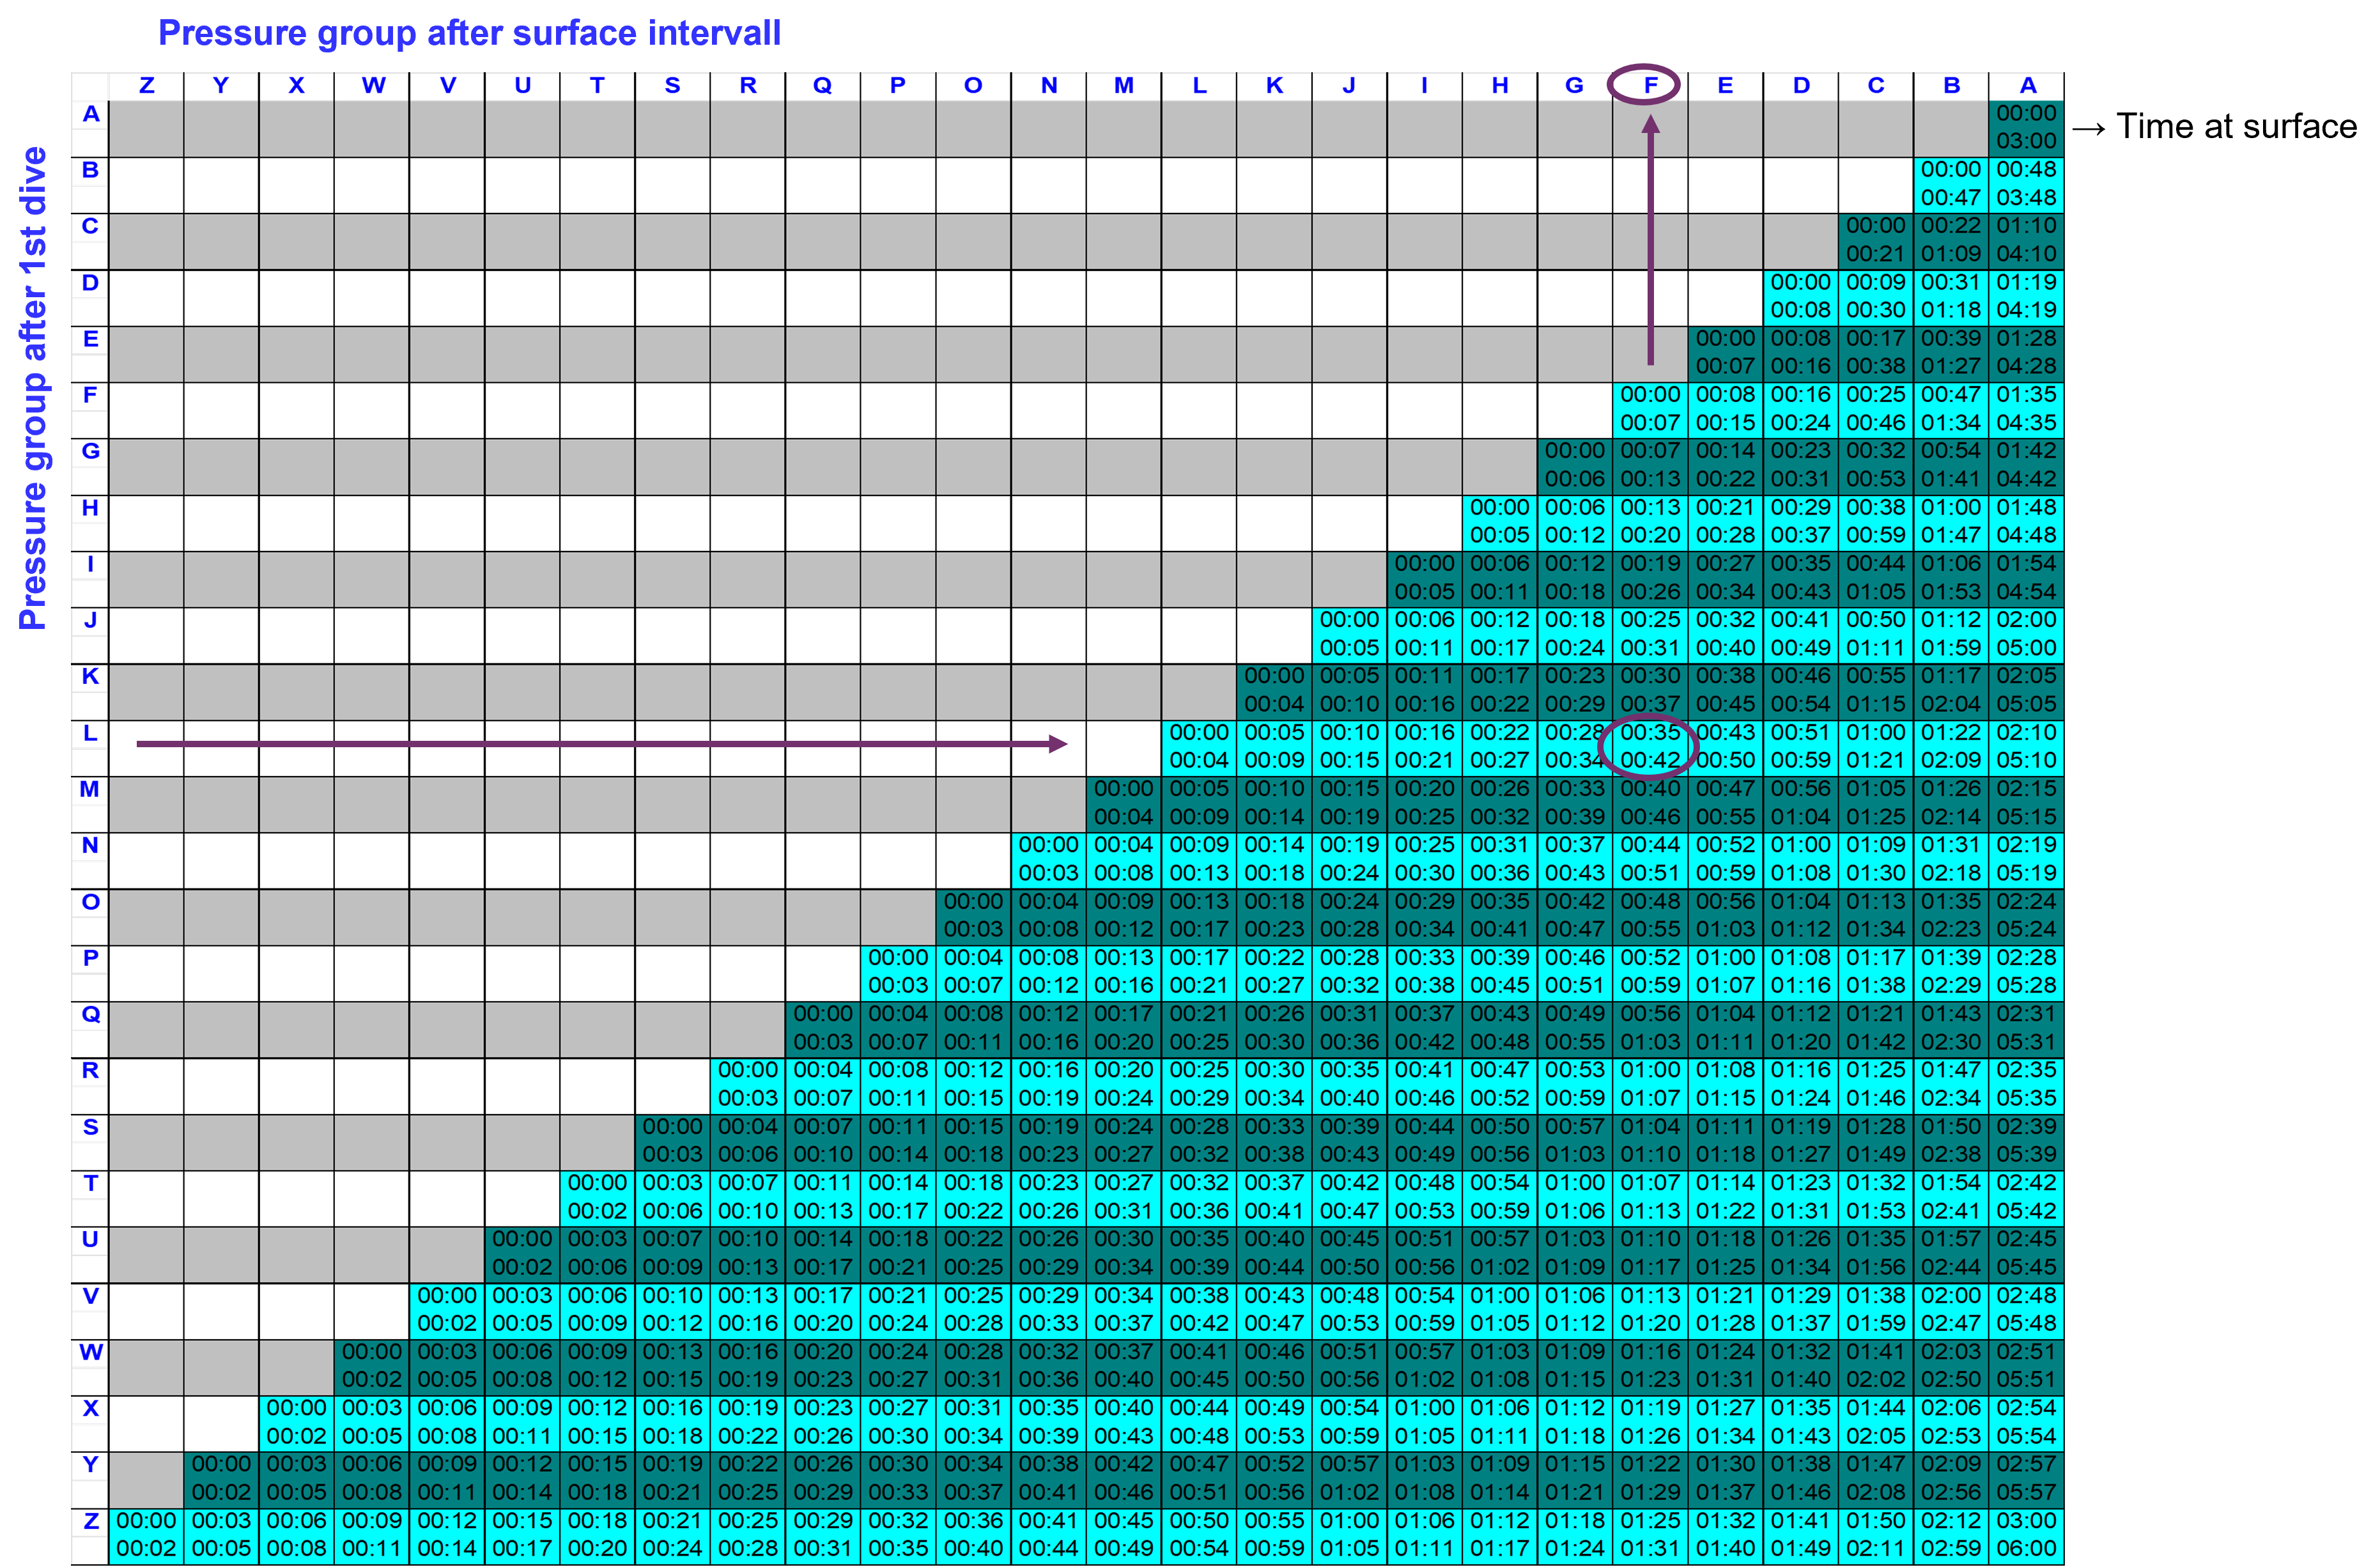 Pressure group after surface intervall
Pressure group after 1st dive
Z Y X W V U T S R Q P O N M L K J I H G F E D C B A
A 00:00 → Time at surface
03:00
B 00:00 00:48
00:47 03:48
C 00:00 00:22 01:10
00:21 01:09 04:10
D 00:00 00:09 00:31 01:19
00:08 00:30 01:18 04:19
E 00:00 00:08 00:17 00:39 01:28
00:07 00:16 00:38 01:27 04:28
F 00:00 00:08 00:16 00:25 00:47 01:35
00:07 00:15 00:24 00:46 01:34 04:35
G 00:00 00:07 00:14 00:23 00:32 00:54 01:42
00:06 00:13 00:22 00:31 00:53 01:41 04:42
H 00:00 00:06 00:13 00:21 00:29 00:38 01:00 01:48
00:05 00:12 00:20 00:28 00:37 00:59 01:47 04:48
I 00:00 00:06 00:12 00:19 00:27 00:35 00:44 01:06 01:54
00:05 00:11 00:18 00:26 00:34 00:43 01:05 01:53 04:54
J 00:00 00:06 00:12 00:18 00:25 00:32 00:41 00:50 01:12 02:00
00:05 00:11 00:17 00:24 00:31 00:40 00:49 01:11 01:59 05:00
K 00:00 00:05 00:11 00:17 00:23 00:30 00:38 00:46 00:55 01:17 02:05
00:04 00:10 00:16 00:22 00:29 00:37 00:45 00:54 01:15 02:04 05:05
L 00:00 00:05 00:10 00:16 00:22 00:28 00:35 00:43 00:51 01:00 01:22 02:10
00:04 00:09 00:15 00:21 00:27 00:34 00:42 00:50 00:59 01:21 02:09 05:10
M 00:00 00:05 00:10 00:15 00:20 00:26 00:33 00:40 00:47 00:56 01:05 01:26 02:15
00:04 00:09 00:14 00:19 00:25 00:32 00:39 00:46 00:55 01:04 01:25 02:14 05:15
N 00:00 00:04 00:09 00:14 00:19 00:25 00:31 00:37 00:44 00:52 01:00 01:09 01:31 02:19
00:03 00:08 00:13 00:18 00:24 00:30 00:36 00:43 00:51 00:59 01:08 01:30 02:18 05:19
O 00:00 00:04 00:09 00:13 00:18 00:24 00:29 00:35 00:42 00:48 00:56 01:04 01:13 01:35 02:24
00:03 00:08 00:12 00:17 00:23 00:28 00:34 00:41 00:47 00:55 01:03 01:12 01:34 02:23 05:24
P 00:00 00:04 00:08 00:13 00:17 00:22 00:28 00:33 00:39 00:46 00:52 01:00 01:08 01:17 01:39 02:28
00:03 00:07 00:12 00:16 00:21 00:27 00:32 00:38 00:45 00:51 00:59 01:07 01:16 01:38 02:29 05:28
Q 00:00 00:04 00:08 00:12 00:17 00:21 00:26 00:31 00:37 00:43 00:49 00:56 01:04 01:12 01:21 01:43 02:31
00:03 00:07 00:11 00:16 00:20 00:25 00:30 00:36 00:42 00:48 00:55 01:03 01:11 01:20 01:42 02:30 05:31
R 00:00 00:04 00:08 00:12 00:16 00:20 00:25 00:30 00:35 00:41 00:47 00:53 01:00 01:08 01:16 01:25 01:47 02:35
00:03 00:07 00:11 00:15 00:19 00:24 00:29 00:34 00:40 00:46 00:52 00:59 01:07 01:15 01:24 01:46 02:34 05:35
S 00:00 00:04 00:07 00:11 00:15 00:19 00:24 00:28 00:33 00:39 00:44 00:50 00:57 01:04 01:11 01:19 01:28 01:50 02:39
00:03 00:06 00:10 00:14 00:18 00:23 00:27 00:32 00:38 00:43 00:49 00:56 01:03 01:10 01:18 01:27 01:49 02:38 05:39
T 00:00 00:03 00:07 00:11 00:14 00:18 00:23 00:27 00:32 00:37 00:42 00:48 00:54 01:00 01:07 01:14 01:23 01:32 01:54 02:42
00:02 00:06 00:10 00:13 00:17 00:22 00:26 00:31 00:36 00:41 00:47 00:53 00:59 01:06 01:13 01:22 01:31 01:53 02:41 05:42
U 00:00 00:03 00:07 00:10 00:14 00:18 00:22 00:26 00:30 00:35 00:40 00:45 00:51 00:57 01:03 01:10 01:18 01:26 01:35 01:57 02:45
00:02 00:06 00:09 00:13 00:17 00:21 00:25 00:29 00:34 00:39 00:44 00:50 00:56 01:02 01:09 01:17 01:25 01:34 01:56 02:44 05:45
V 00:00 00:03 00:06 00:10 00:13 00:17 00:21 00:25 00:29 00:34 00:38 00:43 00:48 00:54 01:00 01:06 01:13 01:21 01:29 01:38 02:00 02:48
00:02 00:05 00:09 00:12 00:16 00:20 00:24 00:28 00:33 00:37 00:42 00:47 00:53 00:59 01:05 01:12 01:20 01:28 01:37 01:59 02:47 05:48
W 00:00 00:03 00:06 00:09 00:13 00:16 00:20 00:24 00:28 00:32 00:37 00:41 00:46 00:51 00:57 01:03 01:09 01:16 01:24 01:32 01:41 02:03 02:51
00:02 00:05 00:08 00:12 00:15 00:19 00:23 00:27 00:31 00:36 00:40 00:45 00:50 00:56 01:02 01:08 01:15 01:23 01:31 01:40 02:02 02:50 05:51
X 00:00 00:03 00:06 00:09 00:12 00:16 00:19 00:23 00:27 00:31 00:35 00:40 00:44 00:49 00:54 01:00 01:06 01:12 01:19 01:27 01:35 01:44 02:06 02:54
00:02 00:05 00:08 00:11 00:15 00:18 00:22 00:26 00:30 00:34 00:39 00:43 00:48 00:53 00:59 01:05 01:11 01:18 01:26 01:34 01:43 02:05 02:53 05:54
Y 00:00 00:03 00:06 00:09 00:12 00:15 00:19 00:22 00:26 00:30 00:34 00:38 00:42 00:47 00:52 00:57 01:03 01:09 01:15 01:22 01:30 01:38 01:47 02:09 02:57
00:02 00:05 00:08 00:11 00:14 00:18 00:21 00:25 00:29 00:33 00:37 00:41 00:46 00:51 00:56 01:02 01:08 01:14 01:21 01:29 01:37 01:46 02:08 02:56 05:57
Z 00:00 00:03 00:06 00:09 00:12 00:15 00:18 00:21 00:25 00:29 00:32 00:36 00:41 00:45 00:50 00:55 01:00 01:06 01:12 01:18 01:25 01:32 01:41 01:50 02:12 03:00
00:02 00:05 00:08 00:11 00:14 00:17 00:20 00:24 00:28 00:31 00:35 00:40 00:44 00:49 00:54 00:59 01:05 01:11 01:17 01:24 01:31 01:40 01:49 02:11 02:59 06:00